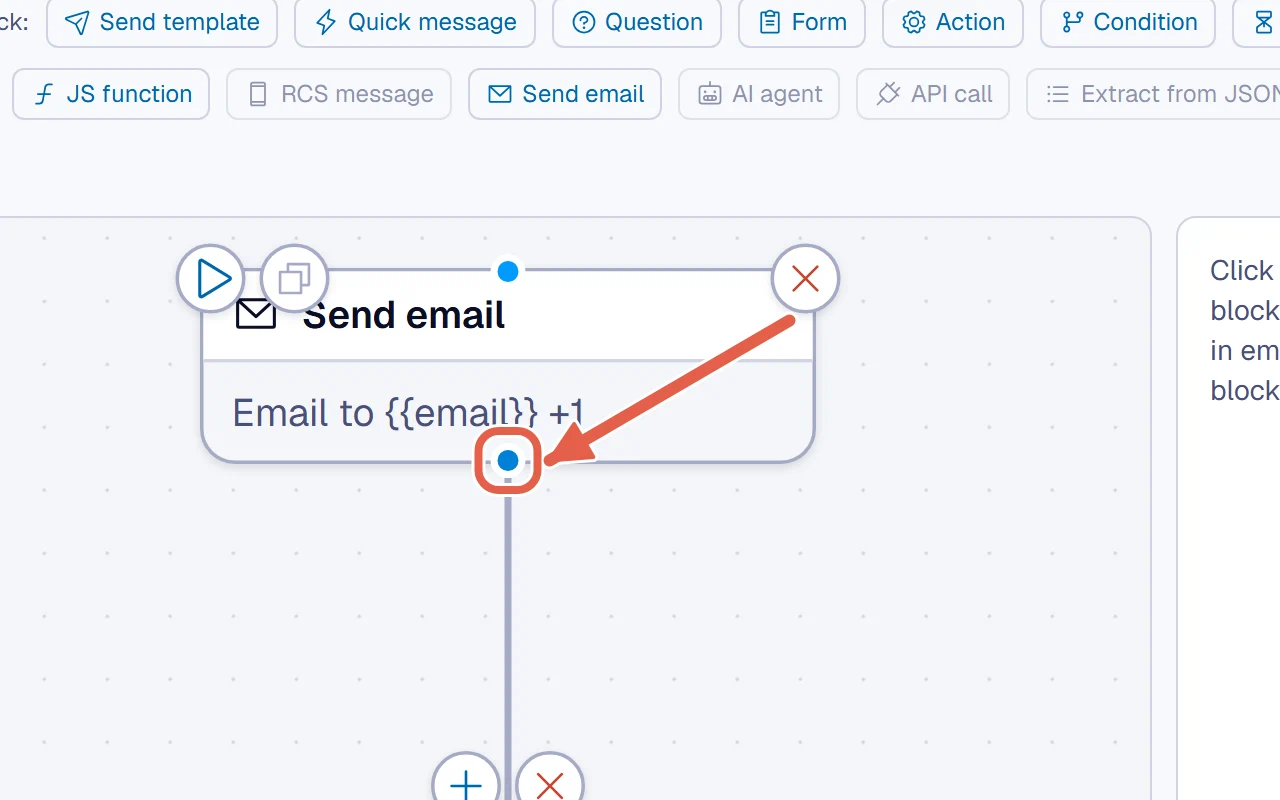 ck: Send template Quick message Question Form Action Condition
JS function RCS message Send email AI agent API call Extract from JSON
Click
block
in em
block
Send email
Email to {{email}} +1